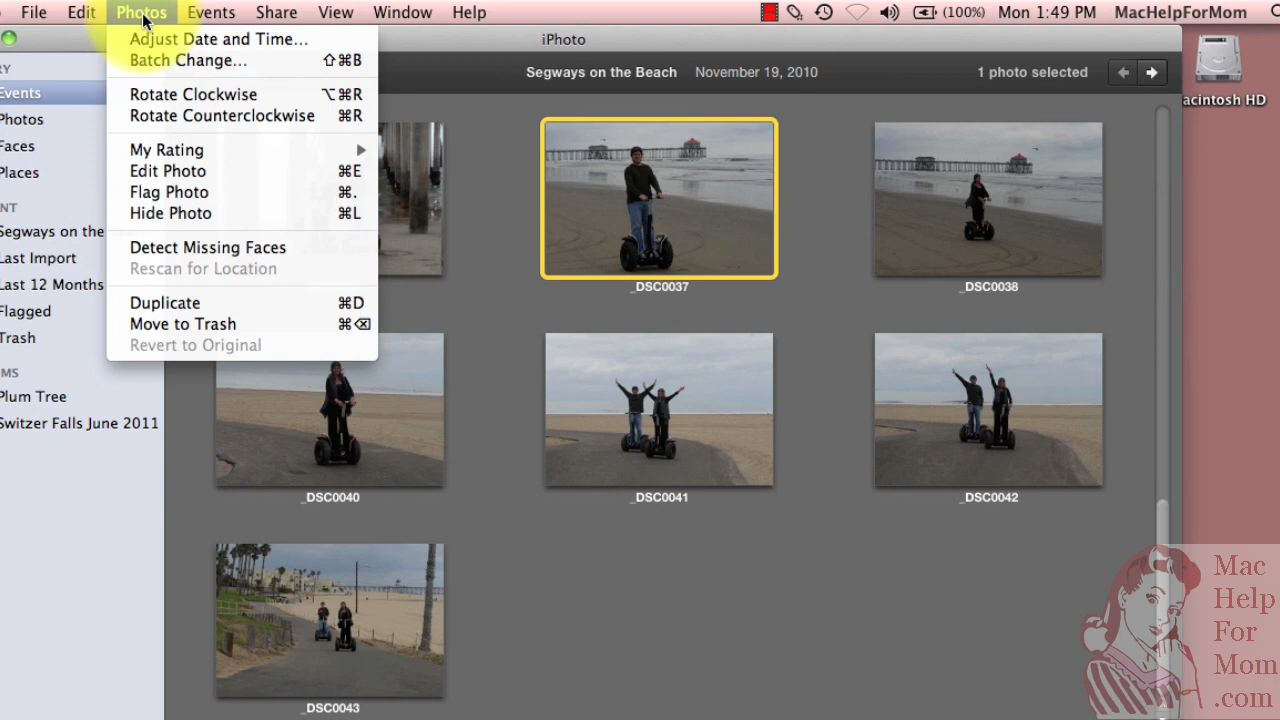 File Edit Photos Events Share View Window Help (100%) Mon 1:49 PM MacHelpForMom
iPhoto
Adjust Date and Time...
Batch Change... ⇧⌘B
Rotate Clockwise ⌥⌘R
Rotate Counterclockwise ⌘R
My Rating
Edit Photo ⌘E
Flag Photo ⌘.
Hide Photo ⌘L
Detect Missing Faces
Rescan for Location
Duplicate ⌘D
Move to Trash ⌘⌫
Revert to Original
RY
Events
Photos
Faces
Places
NT
Segways on the
Last Import
Last 12 Months
Flagged
Trash
MS
Plum Tree
Switzer Falls June 2011
Segways on the Beach November 19, 2010 1 photo selected
_DSC0037
_DSC0038
_DSC0040
_DSC0041
_DSC0042
_DSC0043
acintosh HD
Mac
Help
For
Mom
.com